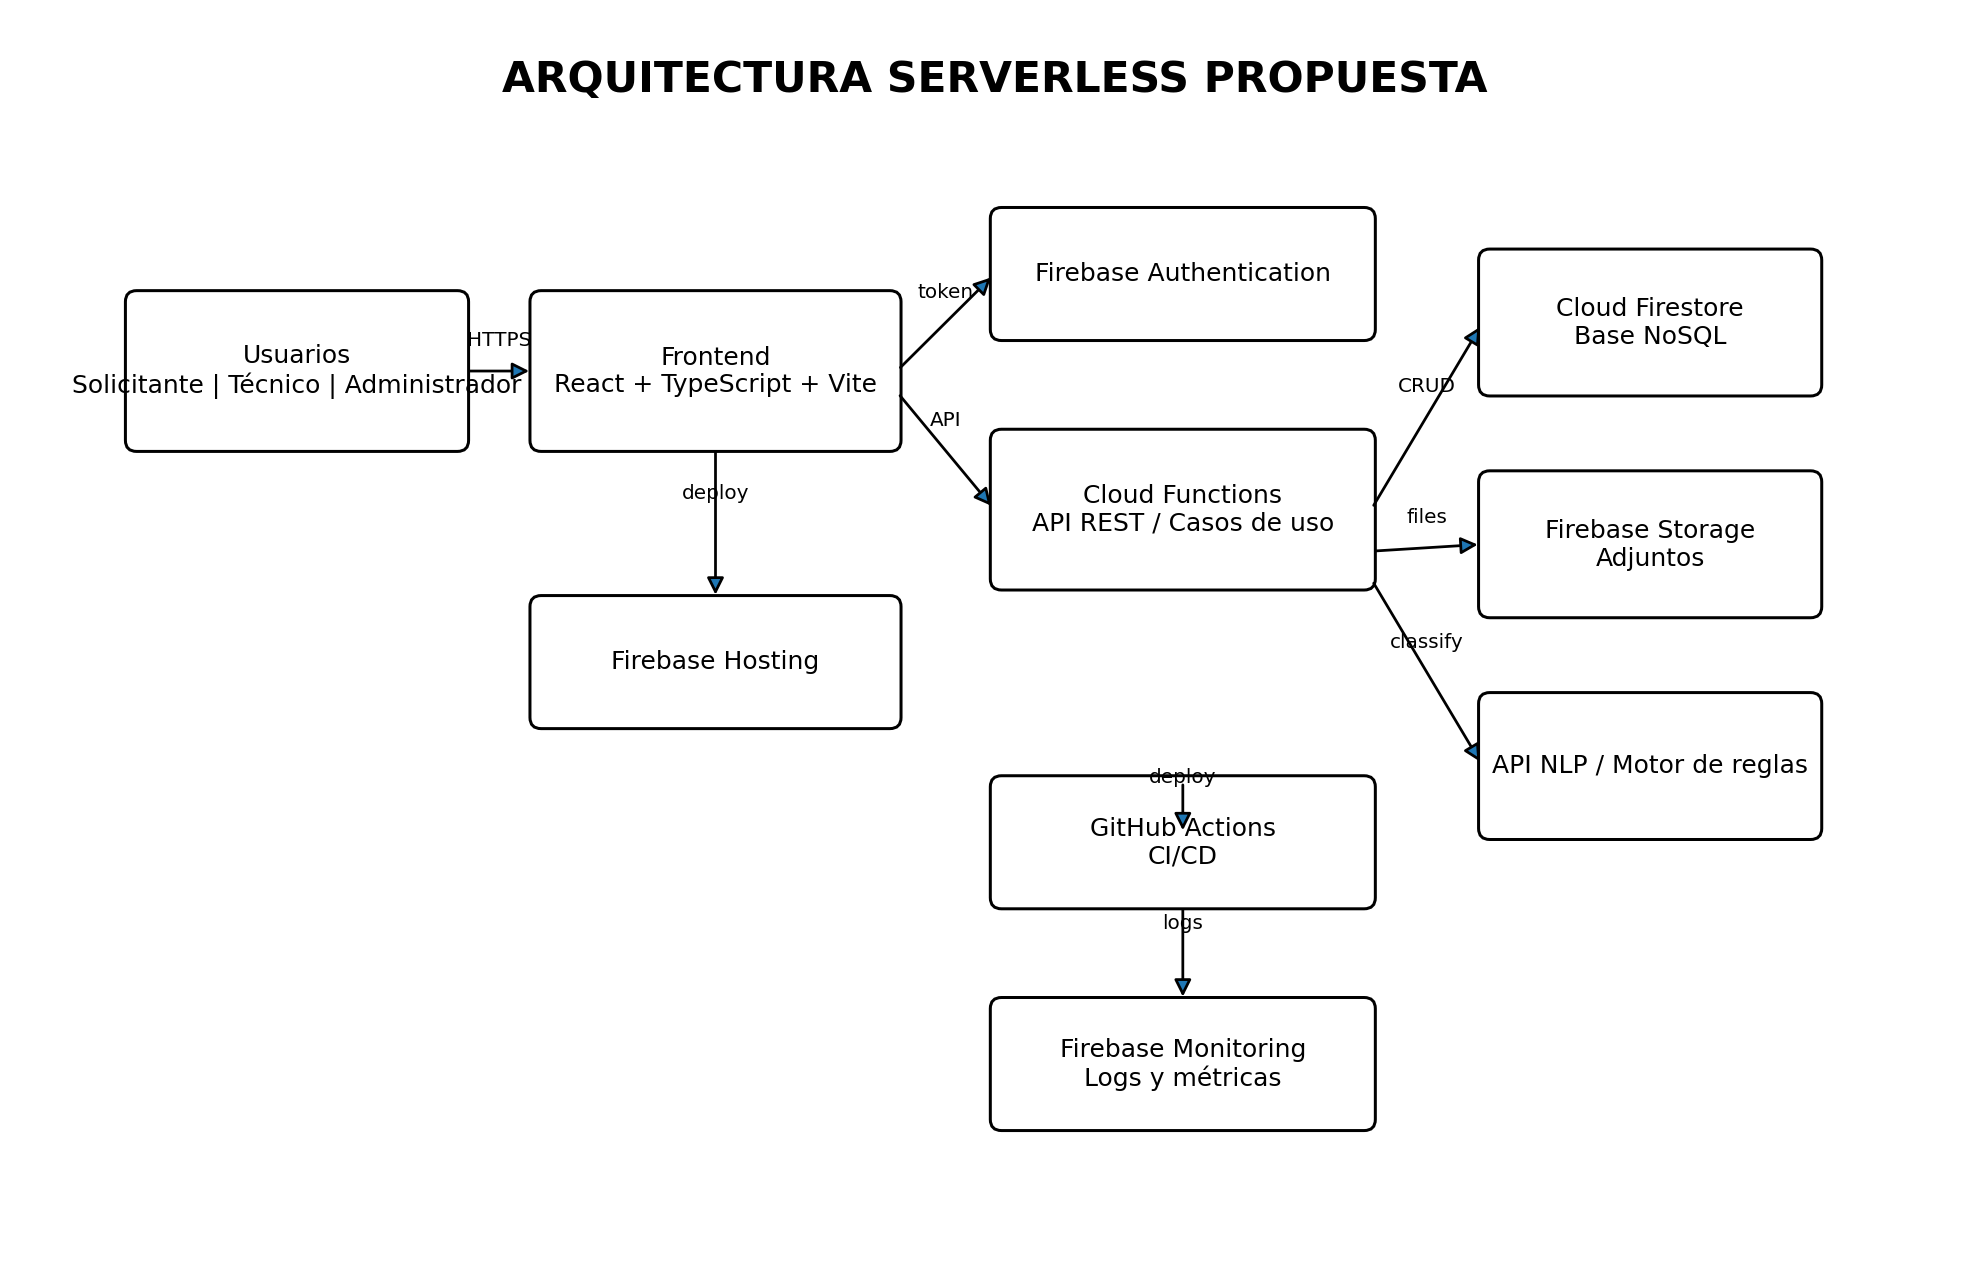 ARQUITECTURA SERVERLESS PROPUESTA
Usuarios
Solicitante | Técnico | Administrador
HTTPS
Frontend
React + TypeScript + Vite
token
API
deploy
Firebase Hosting
Firebase Authentication
Cloud Functions
API REST / Casos de uso
CRUD
files
classify
Cloud Firestore
Base NoSQL
Firebase Storage
Adjuntos
API NLP / Motor de reglas
deploy
GitHub Actions
CI/CD
logs
Firebase Monitoring
Logs y métricas